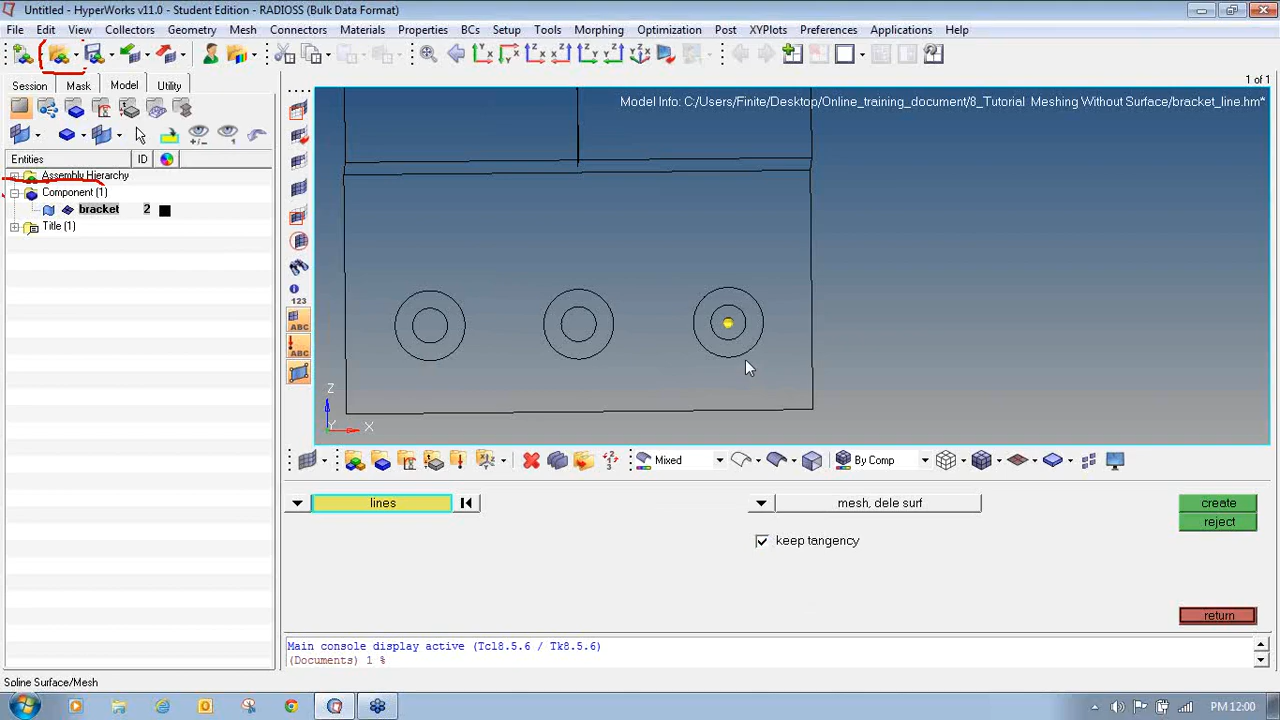 Untitled - HyperWorks v11.0 - Student Edition - RADIOSS (Bulk Data Format)
File Edit View Collectors Geometry Mesh Connectors Materials Properties BCs Setup Tools Morphing Optimization Post XYPlots Preferences Applications Help
Session Mask Model Utility
1 of 1
Model Info: C:/Users/Finite/Desktop/Online_training_document/8_Tutorial Meshing Without Surface/bracket_line.hm*
Entities ID
Assembly Hierarchy
Component (1)
bracket 2
Title (1)
123
ABC
ABC
Z
Y X
Mixed By Comp
lines mesh, dele surf create
reject
keep tangency
return
Main console display active (Tcl8.5.6 / Tk8.5.6)
(Documents) 1 %
Spline Surface/Mesh
PM 12:00